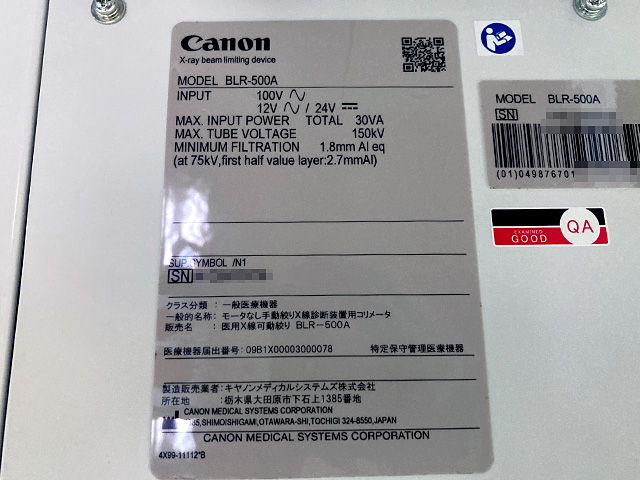 Canon
X-ray beam limiting device
MODEL BLR-500A
INPUT 100V
12V / 24V
MAX. INPUT POWER TOTAL 30VA
MAX. TUBE VOLTAGE 150kV
MINIMUM FILTRATION 1.8mm Al eq
(at 75kV,first half value layer:2.7mmAl)
SUP.SYMBOL /N1
SN
クラス分類 : 一般医療機器
一般的名称: モータなし手動絞りX線診断装置用コリメータ
販売名 : 医用X線可動絞り BLR-500A
医療機器届出番号:09B1X00003000078 特定保守管理医療機器
製造販売業者:キヤノンメディカルシステムズ株式会社
所在地 :栃木県大田原市下石上1385番地
CANON MEDICAL SYSTEMS CORPORATION
1385,SHIMOISHIGAMI,OTAWARA-SHI,TOCHIGI 324-8550,JAPAN
CANON MEDICAL SYSTEMS CORPORATION
4X99-11112*B
MODEL BLR-500A
SN
(01)049876701
EXAMINED
GOOD
QA